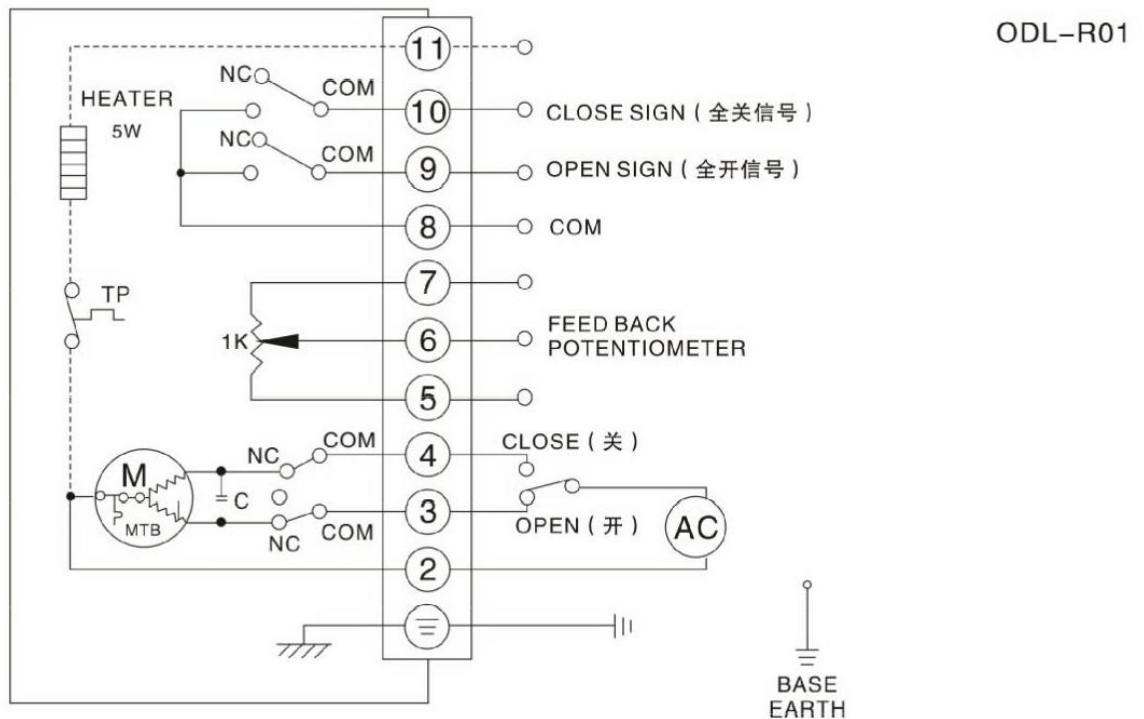 ODL-R01
11
NC
COM
HEATER
5W
10
CLOSE SIGN ( 全关信号 )
NC
COM
9
OPEN SIGN ( 全开信号 )
8
COM
7
TP
1K
6
FEED BACK
POTENTIOMETER
5
CLOSE ( 关 )
NC
COM
4
M
C
MTB
3
NC
COM
OPEN ( 开 )
AC
2
BASE
EARTH